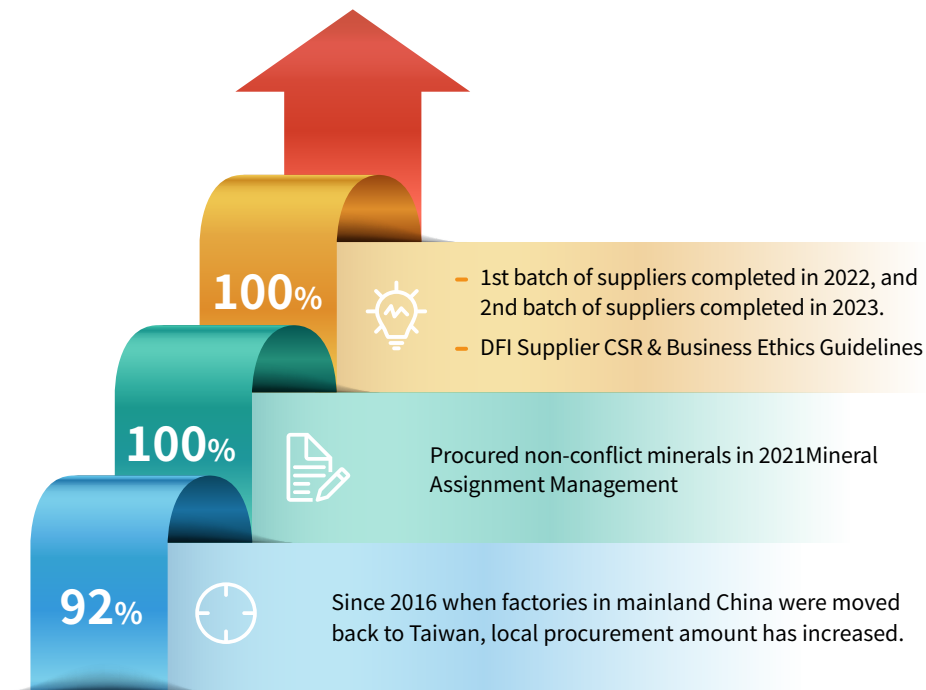 100%
– 1st batch of suppliers completed in 2022, and
2nd batch of suppliers completed in 2023.
– DFI Supplier CSR & Business Ethics Guidelines
100%
Procured non-conflict minerals in 2021Mineral
Assignment Management
92%
Since 2016 when factories in mainland China were moved
back to Taiwan, local procurement amount has increased.